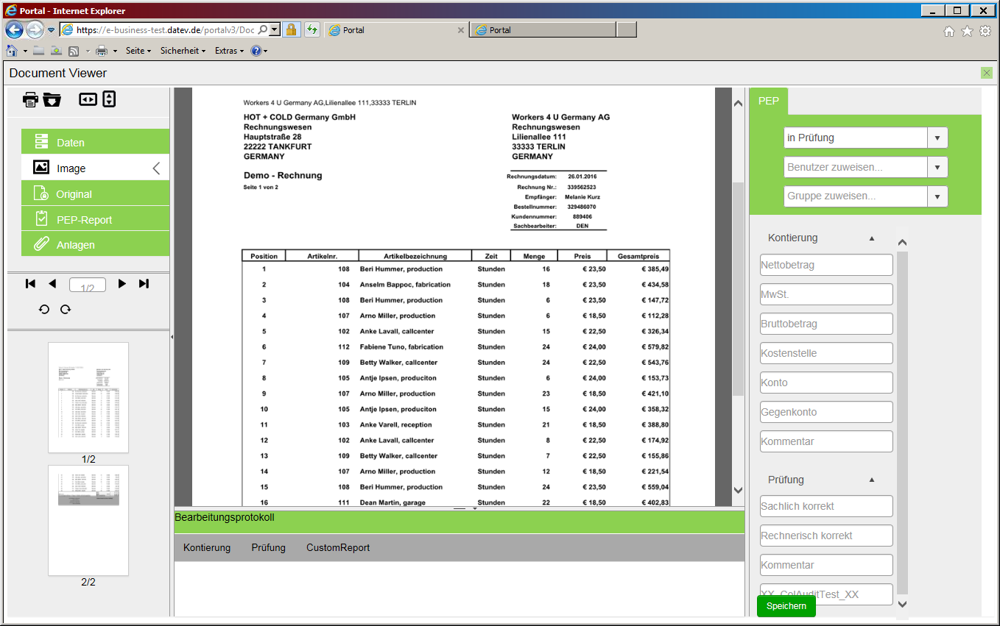 Portal - Internet Explorer
https://e-business-test.datev.de/portalv3/Doc
Portal
Portal
Seite
Sicherheit
Extras
Document Viewer
Daten
Image
Original
PEP-Report
Anlagen
1/2
1/2
2/2
Workers 4 U Germany AG,Lilienallee 111,33333 TERLIN
HOT + COLD Germany GmbH
Rechnungswesen
Hauptstraße 28
22222 TANKFURT
GERMANY
Workers 4 U Germany AG
Rechnungswesen
Lilienallee 111
33333 TERLIN
GERMANY
Demo - Rechnung
Seite 1 von 2
Rechnungsdatum: 26.01.2016
Rechnung Nr.: 339562523
Empfänger: Melanie Kurz
Bestellnummer: 329486070
Kundennummer: 889406
Sachbearbeiter: DEN
Position Artikelnr. Artikelbezeichnung Zeit Menge Preis Gesamtpreis
1 108 Beri Hummer, production Stunden 16 € 23,50 € 385,49
2 104 Anselm Bappoc, fabrication Stunden 18 € 23,50 € 434,58
3 108 Beri Hummer, production Stunden 6 € 23,50 € 147,72
4 107 Arno Miller, production Stunden 6 € 18,50 € 112,28
5 102 Anke Lavall, callcenter Stunden 15 € 22,50 € 326,34
6 112 Fabiene Tuno, fabrication Stunden 24 € 24,00 € 579,82
7 109 Betty Walker, callcenter Stunden 24 € 22,50 € 543,76
8 105 Antje Ipsen, produciton Stunden 6 € 24,00 € 153,73
9 107 Arno Miller, production Stunden 23 € 18,50 € 421,10
10 105 Antje Ipsen, produciton Stunden 15 € 24,00 € 358,32
11 103 Anke Varell, reception Stunden 21 € 18,50 € 388,80
12 102 Anke Lavall, callcenter Stunden 8 € 22,50 € 174,92
13 109 Betty Walker, callcenter Stunden 7 € 22,50 € 155,86
14 107 Arno Miller, production Stunden 12 € 18,50 € 221,54
15 108 Beri Hummer, production Stunden 24 € 23,50 € 559,04
16 111 Dean Martin, garage Stunden 22 € 18,50 € 402,83
Bearbeitungsprotokoll
Kontierung Prüfung CustomReport
PEP
in Prüfung
Benutzer zuweisen...
Gruppe zuweisen...
Kontierung
Nettobetrag
MwSt.
Bruttobetrag
Kostenstelle
Konto
Gegenkonto
Kommentar
Prüfung
Sachlich korrekt
Rechnerisch korrekt
Kommentar
XX_ColAuditTest_XX
Speichern